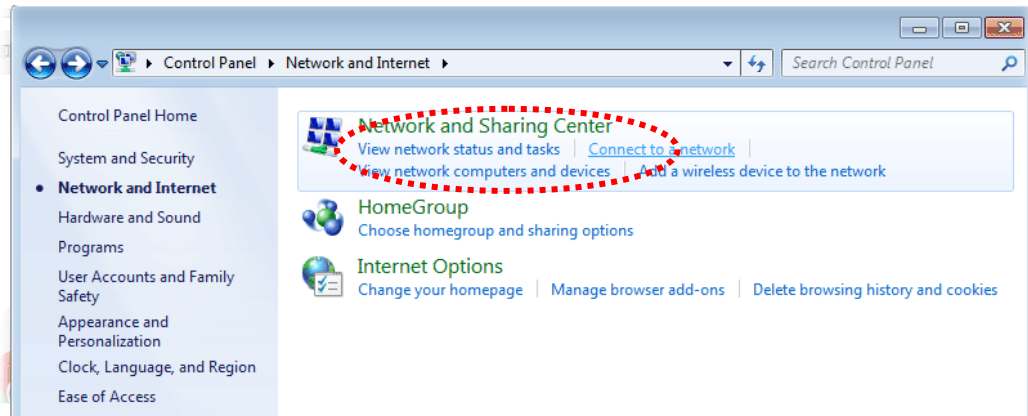 Control Panel Network and Internet Search Control Panel
Control Panel Home
System and Security
Network and Internet
Hardware and Sound
Programs
User Accounts and Family
Safety
Appearance and
Personalization
Clock, Language, and Region
Ease of Access
Network and Sharing Center
View network status and tasks Connect to a network
View network computers and devices Add a wireless device to the network
HomeGroup
Choose homegroup and sharing options
Internet Options
Change your homepage Manage browser add-ons Delete browsing history and cookies